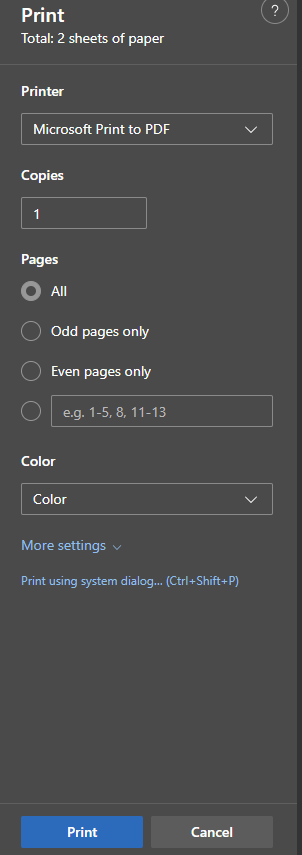 Print
?
Total: 2 sheets of paper
Printer
Microsoft Print to PDF
Copies
1
Pages
All
Odd pages only
Even pages only
e.g. 1-5, 8, 11-13
Color
Color
More settings
Print using system dialog... (Ctrl+Shift+P)
Print Cancel